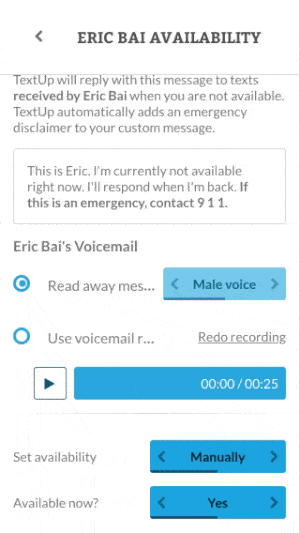 ERIC BAI AVAILABILITY
TextUp will reply with this message to texts
received by Eric Bai when you are not available.
TextUp automatically adds an emergency
disclaimer to your custom message.
This is Eric. I'm currently not available
right now. I'll respond when I'm back. If
this is an emergency, contact 9 1 1.
Eric Bai's Voicemail
Read away mes... Male voice
Use voicemail r... Redo recording
00:00 / 00:25
Set availability Manually
Available now? Yes